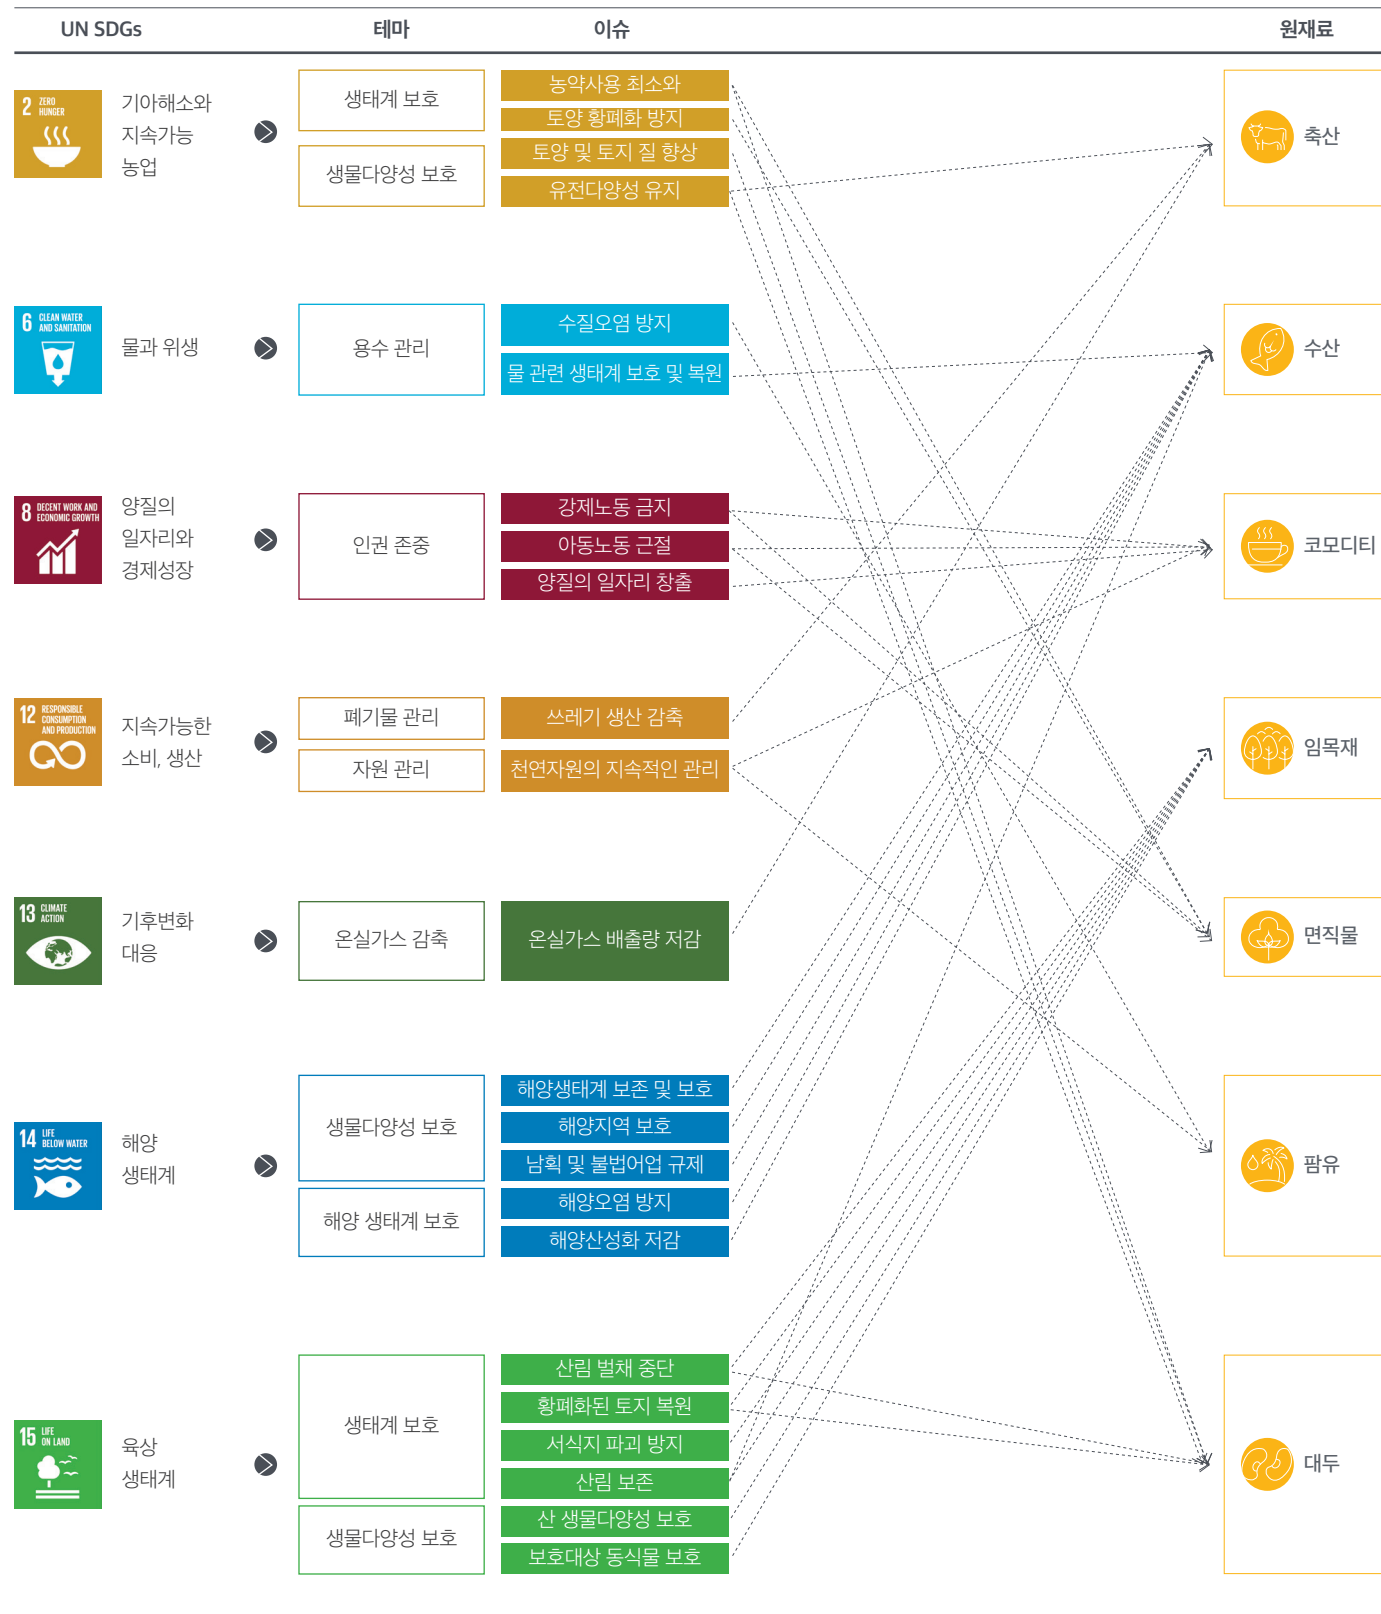 UN SDGs
테마
이슈
원재료
2 ZERO
HUNGER
기아해소와
지속가능
농업
생태계 보호
생물다양성 보호
농약사용 최소와
토양 황폐화 방지
토양 및 토지 질 향상
유전다양성 유지
축산
6 CLEAN WATER
AND SANITATION
물과 위생
용수 관리
수질오염 방지
물 관련 생태계 보호 및 복원
수산
8 DECENT WORK AND
ECONOMIC GROWTH
양질의
일자리와
경제성장
인권 존중
강제노동 금지
아동노동 근절
양질의 일자리 창출
코모디티
12 RESPONSIBLE
CONSUMPTION
AND PRODUCTION
지속가능한
소비, 생산
폐기물 관리
자원 관리
쓰레기 생산 감축
천연자원의 지속적인 관리
임목재
13 CLIMATE
ACTION
기후변화
대응
온실가스 감축
온실가스 배출량 저감
면직물
14 LIFE
BELOW WATER
해양
생태계
생물다양성 보호
해양 생태계 보호
해양생태계 보존 및 보호
해양지역 보호
남획 및 불법어업 규제
해양오염 방지
해양산성화 저감
팜유
15 LIFE
ON LAND
육상
생태계
생태계 보호
생물다양성 보호
산림 벌채 중단
황폐화된 토지 복원
서식지 파괴 방지
산림 보존
산 생물다양성 보호
보호대상 동식물 보호
대두